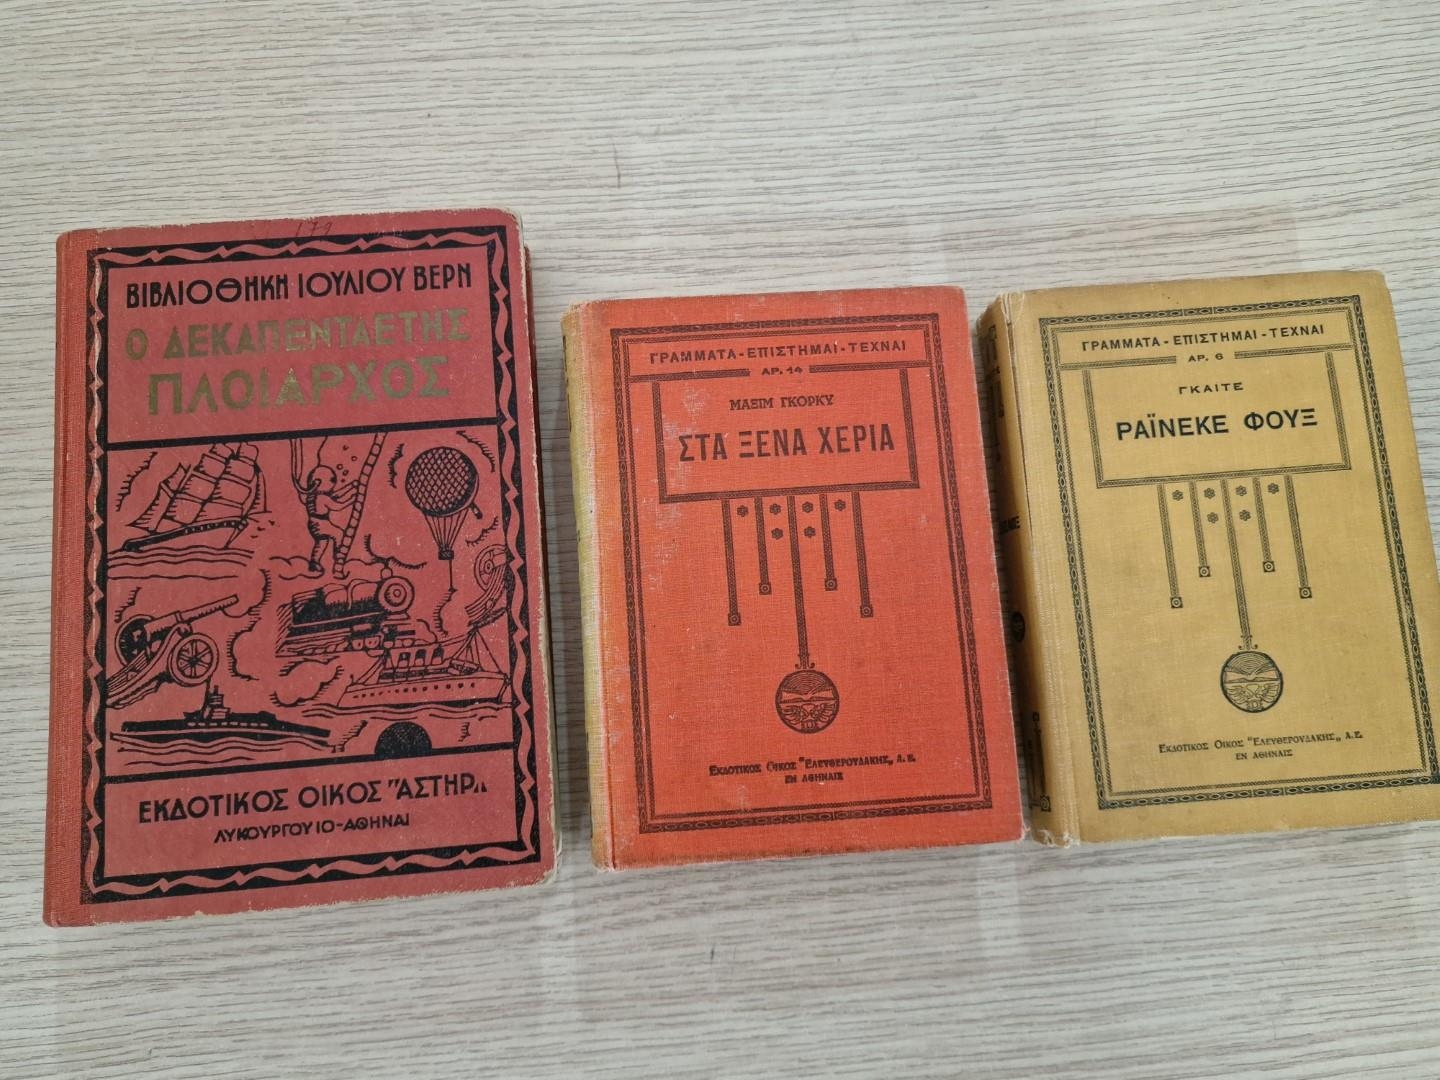 179
ΒΙΒΛΙΟΘΗΚΗ ΙΟΥΛΙΟΥ ΒΕΡΝ
Ο ΔΕΚΑΠΕΝΤΑΕΤΗΣ
ΠΛΟΙΑΡΧΟΣ
ΕΚΔΟΤΙΚΟΣ ΟΙΚΟΣ "ΑΣΤΗΡ"
ΛΥΚΟΥΡΓΟΥ 10-ΑΘΗΝΑΙ
ΓΡΑΜΜΑΤΑ - ΕΠΙΣΤΗΜΑΙ - ΤΕΧΝΑΙ
ΑΡ. 14
ΜΑΞΙΜ ΓΚΟΡΚΥ
ΣΤΑ ΞΕΝΑ ΧΕΡΙΑ
ΕΚΔΟΤΙΚΟΣ ΟΙΚΟΣ "ΕΛΕΥΘΕΡΟΥΔΑΚΗΣ„ Α.Ε.
ΕΝ ΑΘΗΝΑΙΣ
ΓΡΑΜΜΑΤΑ - ΕΠΙΣΤΗΜΑΙ - ΤΕΧΝΑΙ
ΑΡ. 6
ΓΚΑΙΤΕ
ΡΑΪΝΕΚΕ ΦΟΥΞ
ΕΚΔΟΤΙΚΟΣ ΟΙΚΟΣ "ΕΛΕΥΘΕΡΟΥΔΑΚΗΣ„ Α.Ε.
ΕΝ ΑΘΗΝΑΙΣ